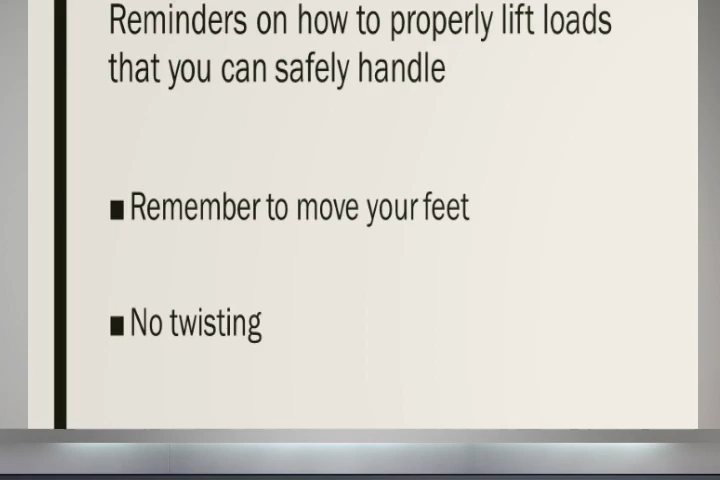 Reminders on how to properly lift loads
that you can safely handle
■ Remember to move your feet
■ No twisting